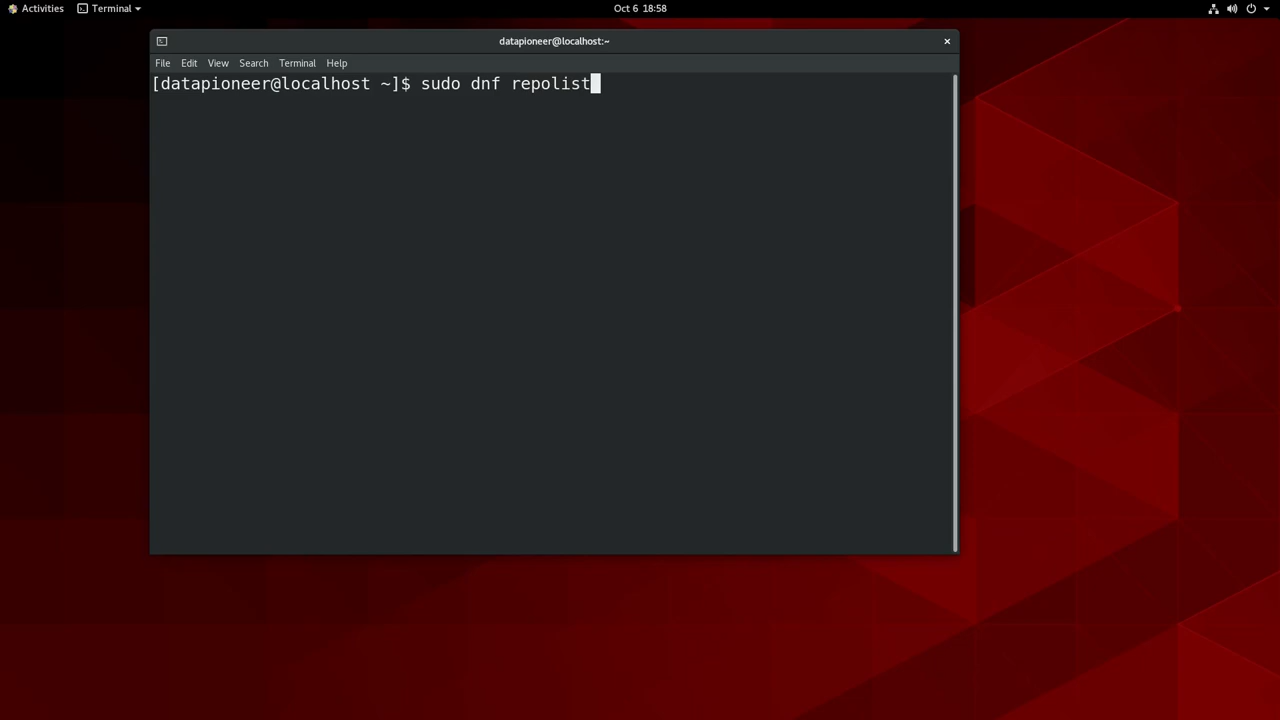 Activities Terminal Oct 6 18:58
datapioneer@localhost:~
File Edit View Search Terminal Help
[datapioneer@localhost ~]$ sudo dnf repolist